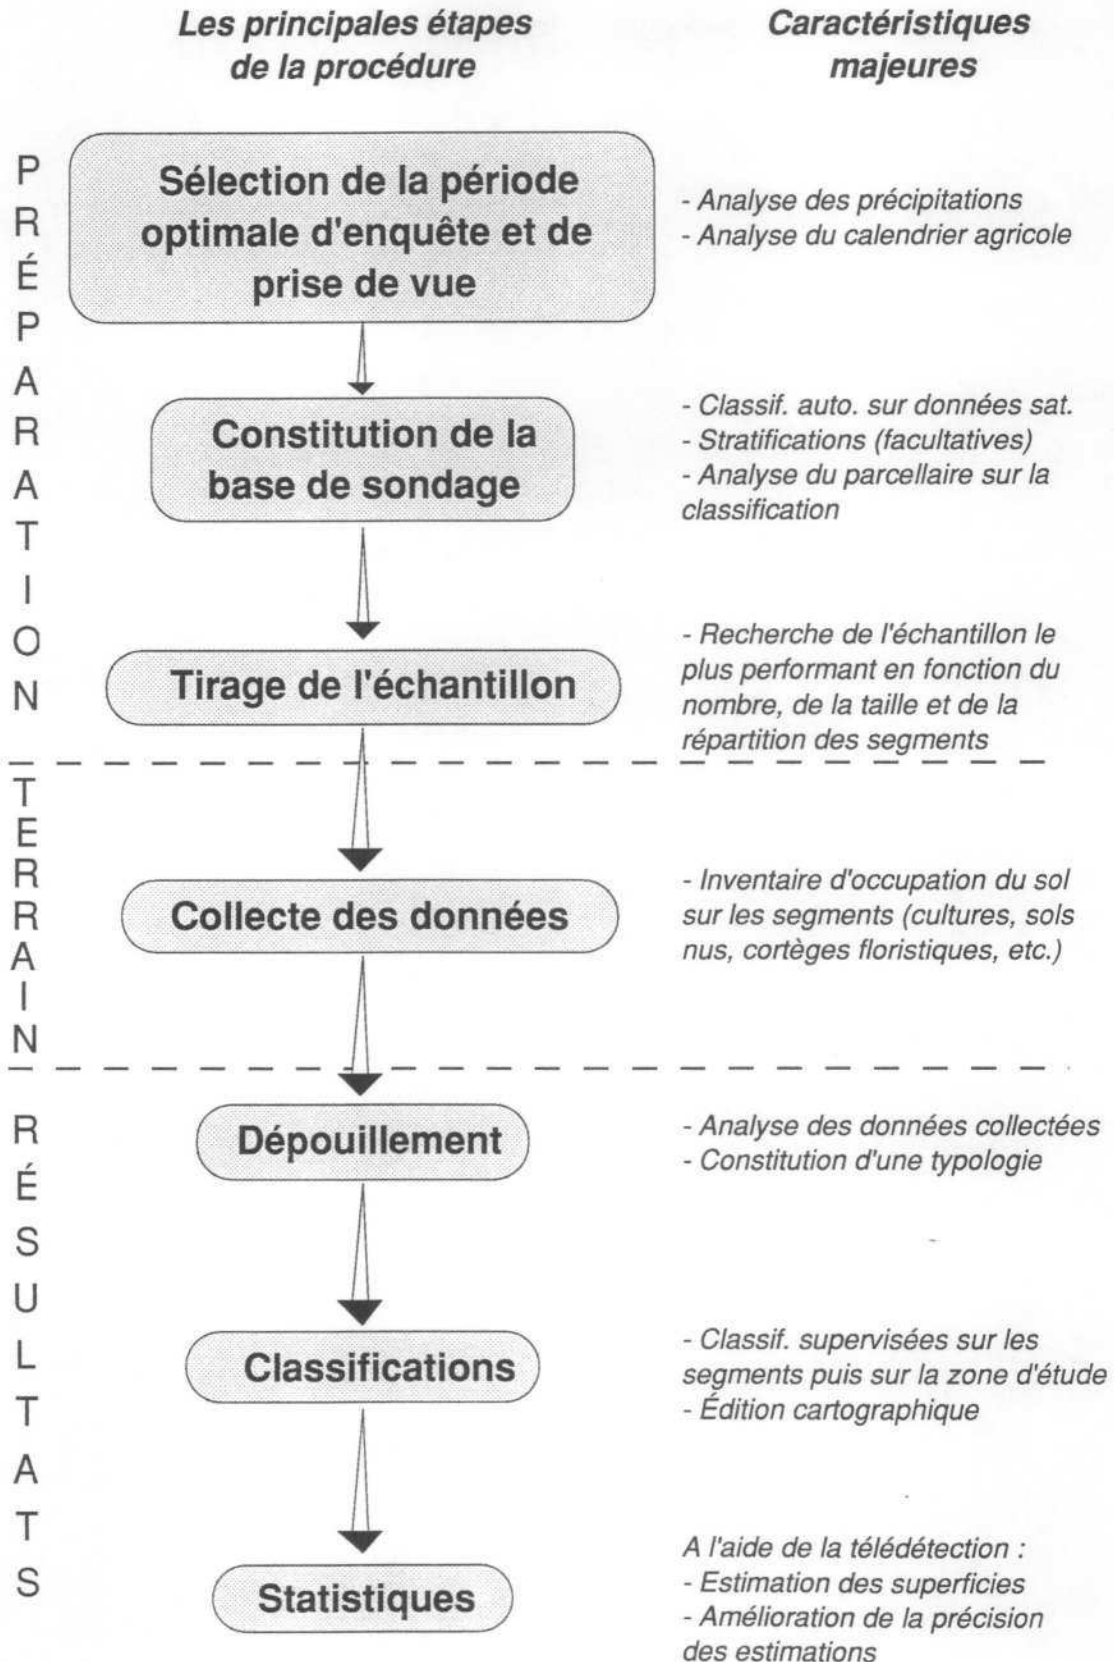 Les principales étapes
de la procédure
Caractéristiques
majeures
PRÉPARATION
Sélection de la période
optimale d'enquête et de
prise de vue
- Analyse des précipitations
- Analyse du calendrier agricole
Constitution de la
base de sondage
- Classif. auto. sur données sat.
- Stratifications (facultatives)
- Analyse du parcellaire sur la
classification
Tirage de l'échantillon
- Recherche de l'échantillon le
plus performant en fonction du
nombre, de la taille et de la
répartition des segments
TERRAIN
Collecte des données
- Inventaire d'occupation du sol
sur les segments (cultures, sols
nus, cortèges floristiques, etc.)
RÉSULTATS
Dépouillement
- Analyse des données collectées
- Constitution d'une typologie
Classifications
- Classif. supervisées sur les
segments puis sur la zone d'étude
- Édition cartographique
Statistiques
A l'aide de la télédétection :
- Estimation des superficies
- Amélioration de la précision
des estimations